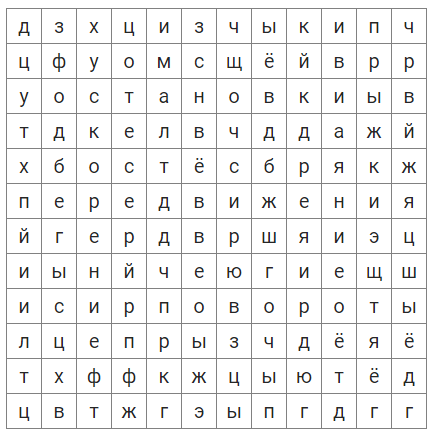 д з х ц и з ч ы к и п ч
ц ф у о м с щ ё й в р р
у о с т а н о в к и ы в
т д к е л в ч д д а ж й
х б о с т ё с б р я к ж
п е р е д в и ж е н и я
й г е р д в р ш я и э ц
и ы н й ч е ю г и е щ ш
и с и р п о в о р о т ы
л ц е п р ы з ч д ё я ё
т х ф ф к ж ц ы ю т ё д
ц в т ж г э ы п г д г г